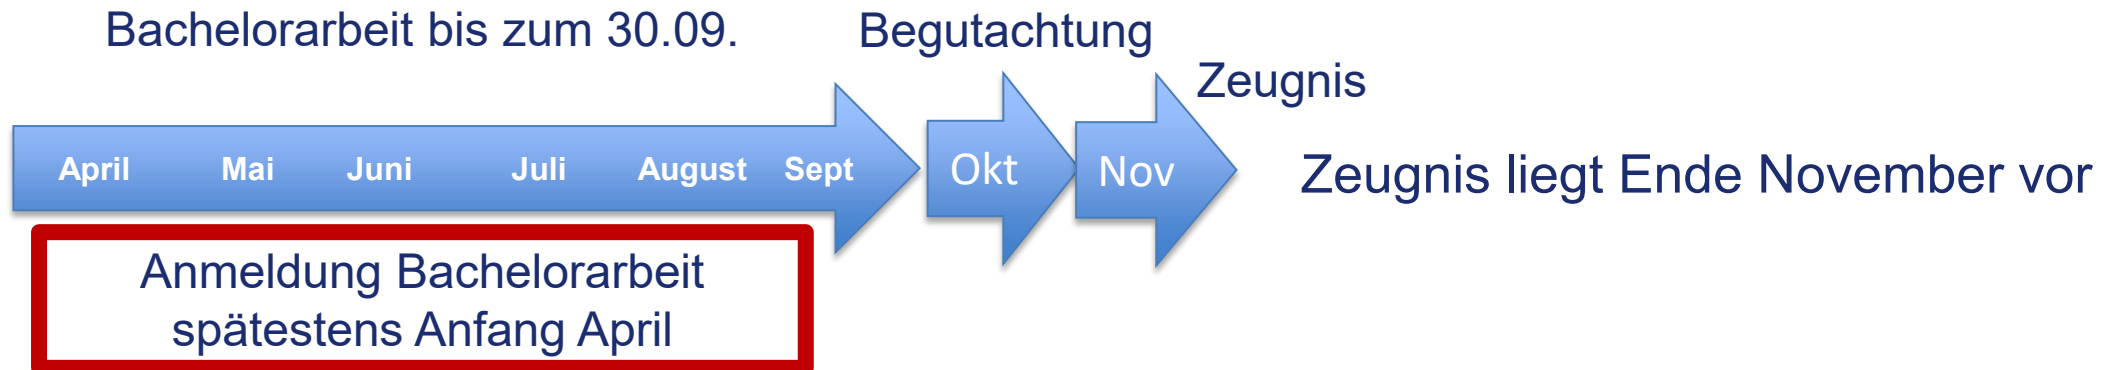 Bachelorarbeit bis zum 30.09.
Begutachtung
Zeugnis
April Mai Juni Juli August Sept
Okt
Nov
Zeugnis liegt Ende November vor
Anmeldung Bachelorarbeit
spätestens Anfang April